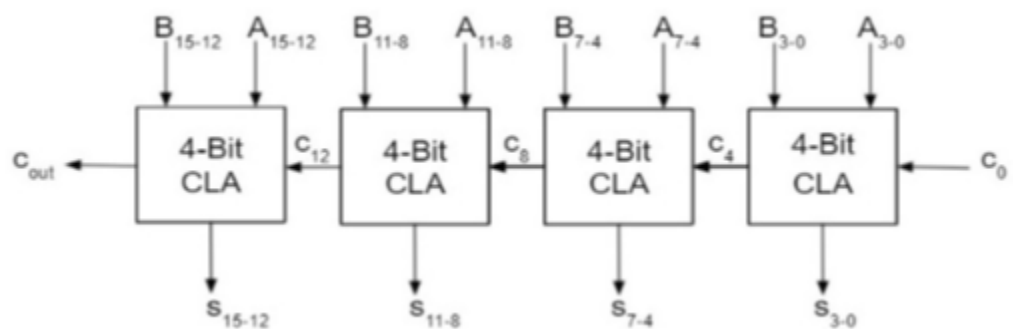 B15-12 A15-12 B11-8 A11-8 B7-4 A7-4 B3-0 A3-0
4-Bit CLA
4-Bit CLA
4-Bit CLA
4-Bit CLA
cout c12 c8 c4 c0
s15-12 s11-8 s7-4 s3-0